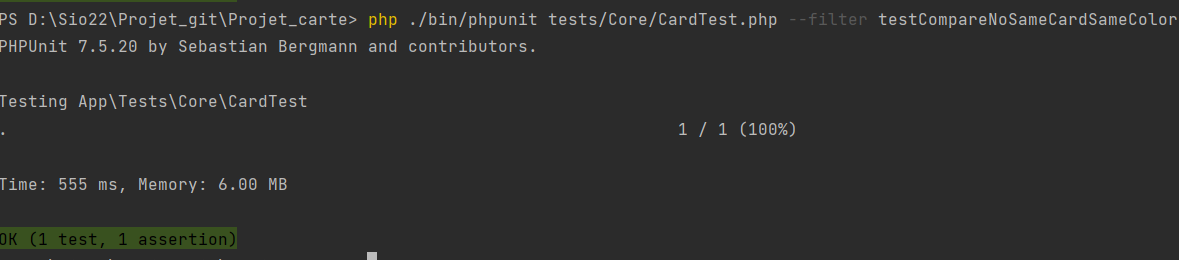 PS D:\Sio22\Projet_git\Projet_carte> php ./bin/phpunit tests/Core/CardTest.php --filter testCompareNoSameCardSameColor
PHPUnit 7.5.20 by Sebastian Bergmann and contributors.
Testing App\Tests\Core\CardTest
. 1 / 1 (100%)
Time: 555 ms, Memory: 6.00 MB
OK (1 test, 1 assertion)